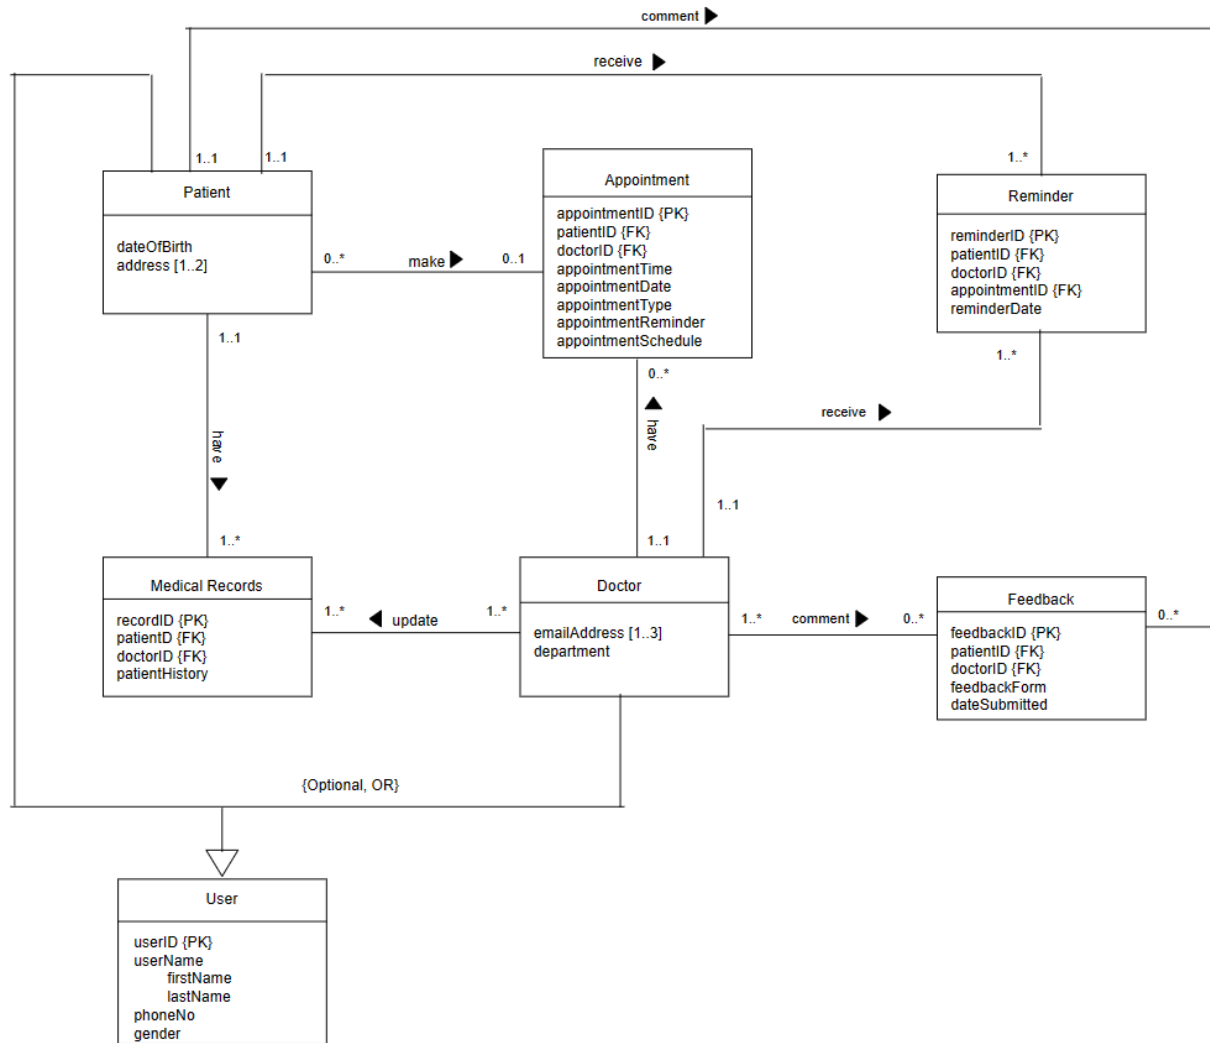 comment
receive
1..1
1..1
1..*
Patient
dateOfBirth
address [1..2]
0..*
make
0..1
Appointment
appointmentID {PK}
patientID {FK}
doctorID {FK}
appointmentTime
appointmentDate
appointmentType
appointmentReminder
appointmentSchedule
Reminder
reminderID {PK}
patientID {FK}
doctorID {FK}
appointmentID {FK}
reminderDate
1..1
0..*
1..*
have
have
receive
1..1
1..*
1..1
Medical Records
recordID {PK}
patientD {FK}
doctorID {FK}
patientHistory
1..*
update
1..*
Doctor
emailAddress [1..3]
department
1..*
comment
0..*
Feedback
feedbackID {PK}
patientID {FK}
doctorID {FK}
feedbackForm
dateSubmitted
0..*
{Optional, OR}
User
userID {PK}
userName
firstName
lastName
phoneNo
gender